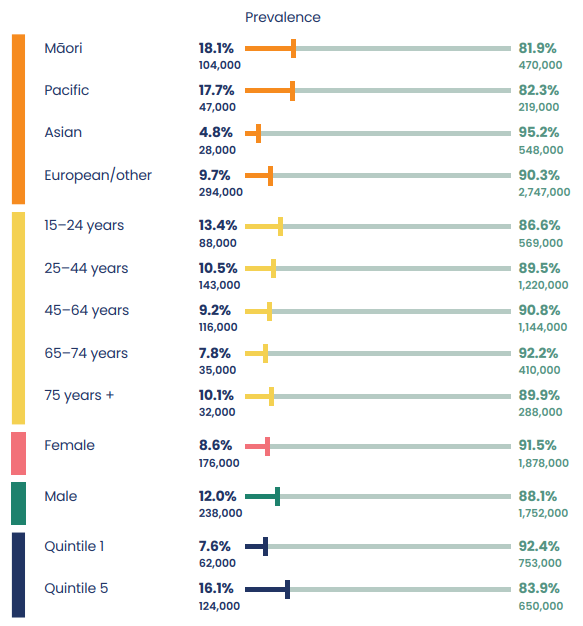 Prevalence
Māori 18.1% 81.9%
104,000 470,000
Pacific 17.7% 82.3%
47,000 219,000
Asian 4.8% 95.2%
28,000 548,000
European/other 9.7% 90.3%
294,000 2,747,000
15–24 years 13.4% 86.6%
88,000 569,000
25–44 years 10.5% 89.5%
143,000 1,220,000
45–64 years 9.2% 90.8%
116,000 1,144,000
65–74 years 7.8% 92.2%
35,000 410,000
75 years + 10.1% 89.9%
32,000 288,000
Female 8.6% 91.5%
176,000 1,878,000
Male 12.0% 88.1%
238,000 1,752,000
Quintile 1 7.6% 92.4%
62,000 753,000
Quintile 5 16.1% 83.9%
124,000 650,000